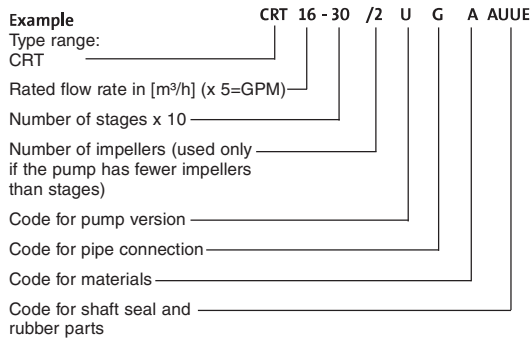 Example CRT 16 - 30 /2 U G A AUUE
Type range:
CRT
Rated flow rate in [m³/h] (x 5=GPM)
Number of stages x 10
Number of impellers (used only
if the pump has fewer impellers
than stages)
Code for pump version
Code for pipe connection
Code for materials
Code for shaft seal and
rubber parts